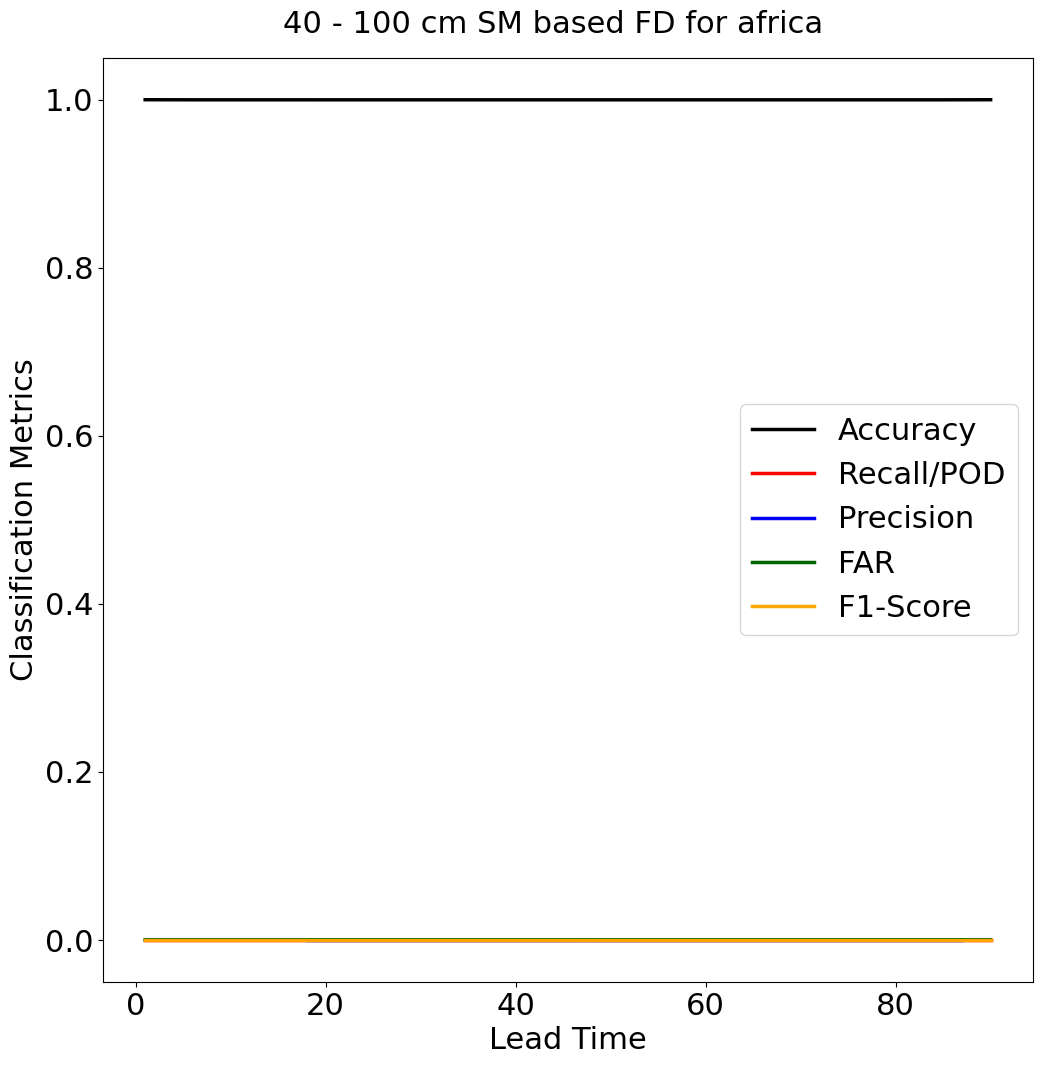 40 - 100 cm SM based FD for africa
Classification Metrics
1.0
0.8
0.6
0.4
0.2
0.0
Accuracy
Recall/POD
Precision
FAR
F1-Score
0 20 40 60 80
Lead Time